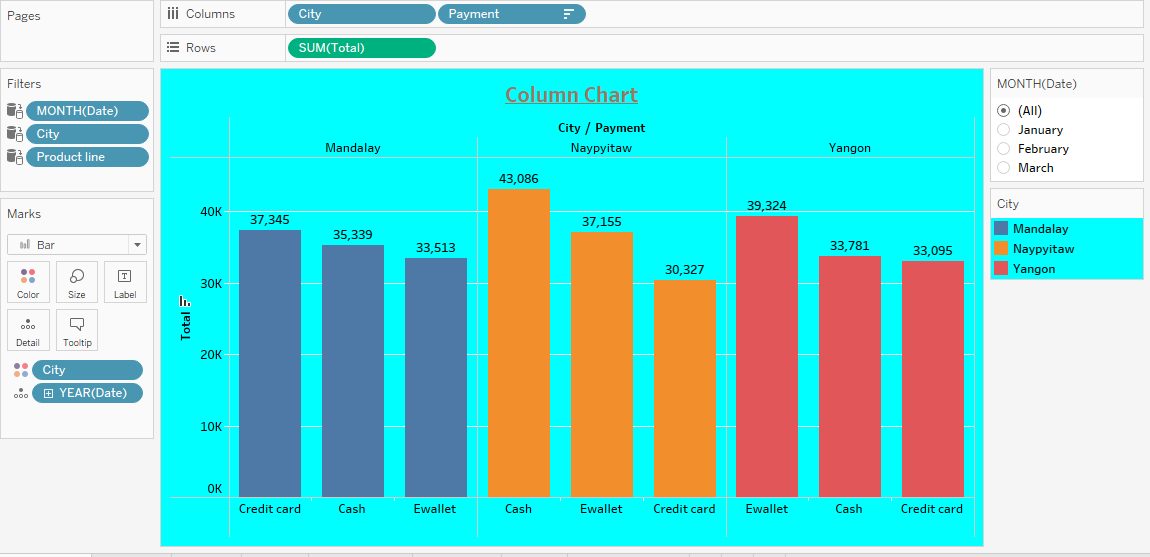 Pages
Columns City Payment
Rows SUM(Total)
Filters
MONTH(Date)
City
Product line
Marks
Bar
Color Size Label
Detail Tooltip
City
YEAR(Date)
Column Chart
City / Payment
Mandalay Naypyitaw Yangon
Total
40K
30K
20K
10K
0K
37,345 35,339 33,513 43,086 37,155 30,327 39,324 33,781 33,095
Credit card Cash Ewallet Cash Ewallet Credit card Ewallet Cash Credit card
MONTH(Date)
(All)
January
February
March
City
Mandalay
Naypyitaw
Yangon